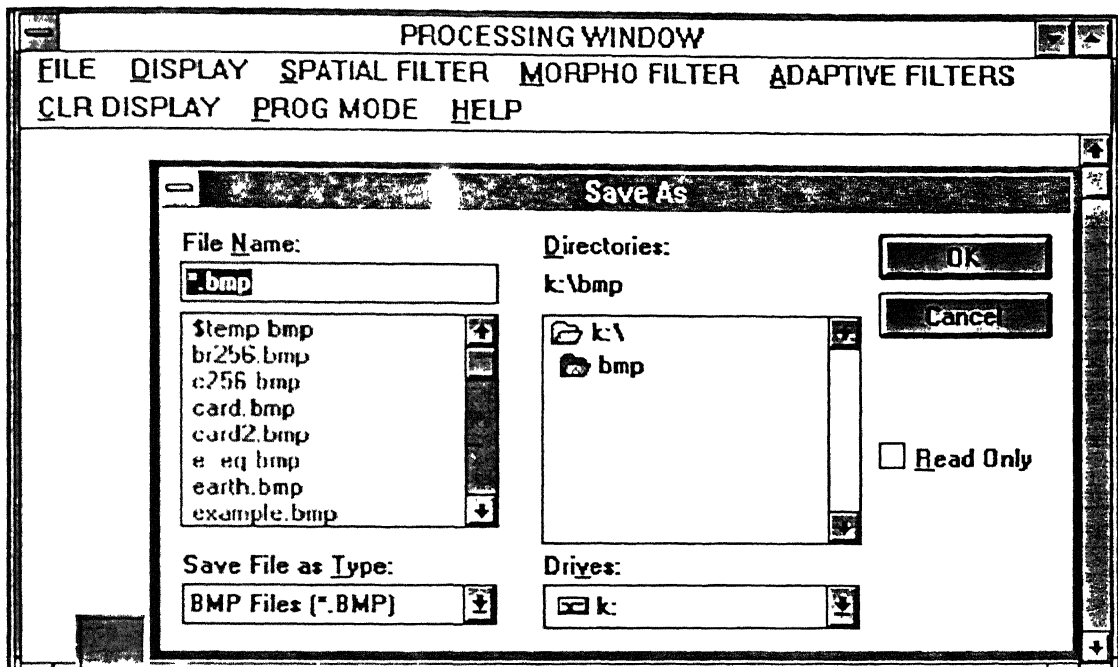 PROCESSING WINDOW
FILE DISPLAY SPATIAL FILTER MORPHO FILTER ADAPTIVE FILTERS
CLR DISPLAY PROG MODE HELP
Save As
File Name:
*.bmp
$temp.bmp
br256.bmp
c256.bmp
card.bmp
card2.bmp
e_eq.bmp
earth.bmp
example.bmp
Save File as Type:
BMP Files (*.BMP)
Directories:
k:\bmp
k:\
bmp
Drives:
k:
OK
Cancel
Read Only